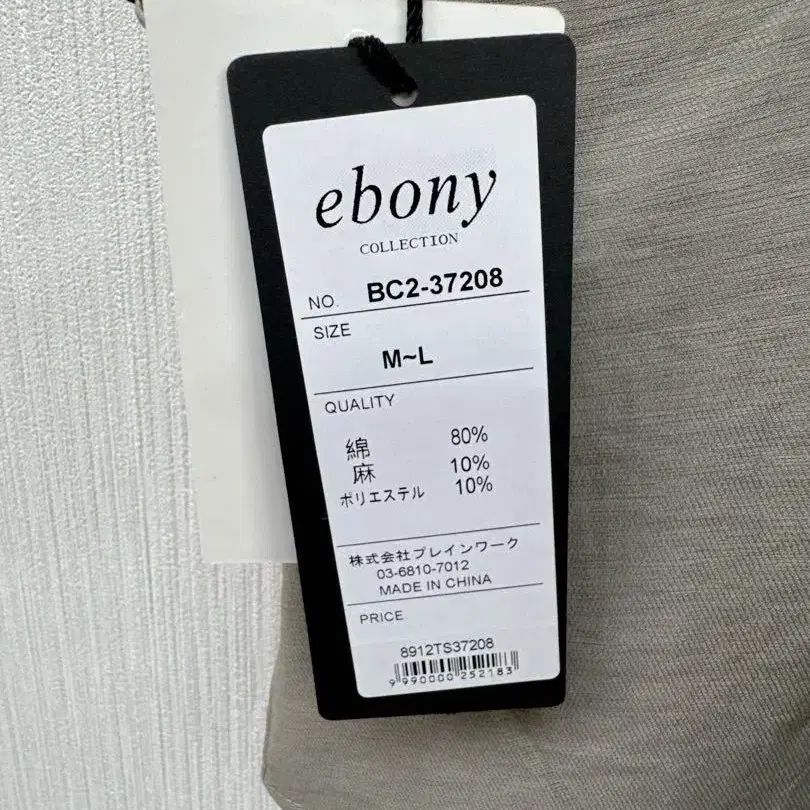 ebony
COLLECTION
NO. BC2-37208
SIZE
M~L
QUALITY
綿 80%
麻 10%
ポリエステル 10%
株式会社ブレインワーク
03-6810-7012
MADE IN CHINA
PRICE
8912TS37208
9990000252183